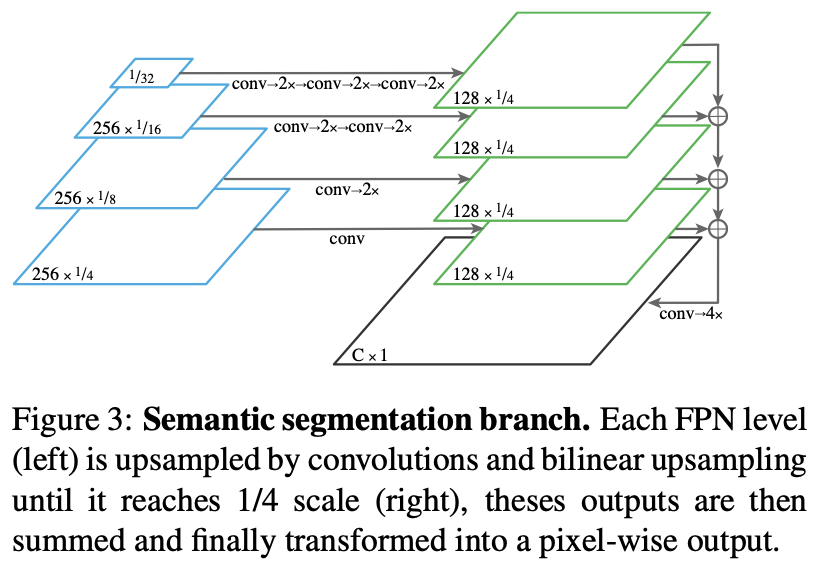 1/32
conv→2×→conv→2×→conv→2×
128 × 1/4
256 × 1/16
conv→2×→conv→2×
128 × 1/4
256 × 1/8
conv→2×
128 × 1/4
256 × 1/4
conv
128 × 1/4
conv→4×
C × 1
Figure 3: Semantic segmentation branch. Each FPN level
(left) is upsampled by convolutions and bilinear upsampling
until it reaches 1/4 scale (right), theses outputs are then
summed and finally transformed into a pixel-wise output.